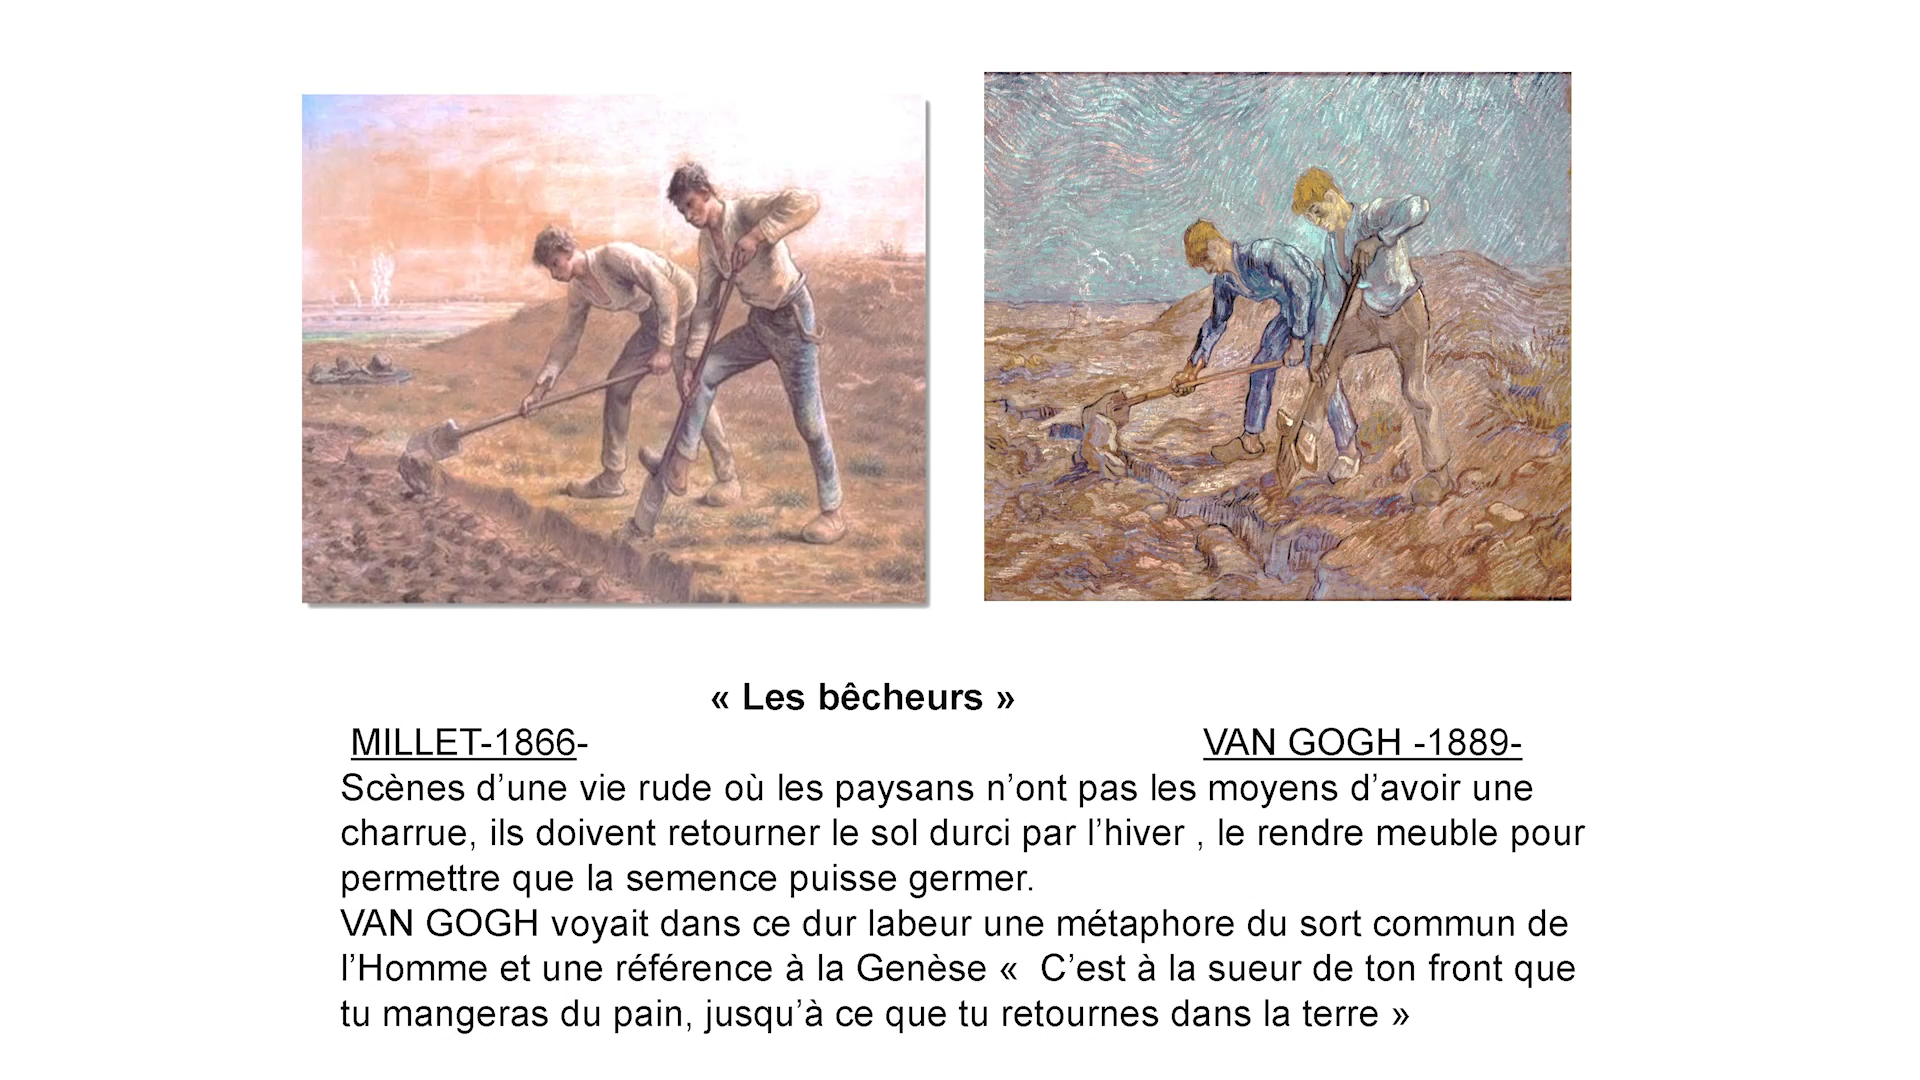 « Les bêcheurs »
MILLET-1866- VAN GOGH -1889-
Scènes d’une vie rude où les paysans n’ont pas les moyens d’avoir une
charrue, ils doivent retourner le sol durci par l’hiver , le rendre meuble pour
permettre que la semence puisse germer.
VAN GOGH voyait dans ce dur labeur une métaphore du sort commun de
l’Homme et une référence à la Genèse «  C’est à la sueur de ton front que
tu mangeras du pain, jusqu’à ce que tu retournes dans la terre »